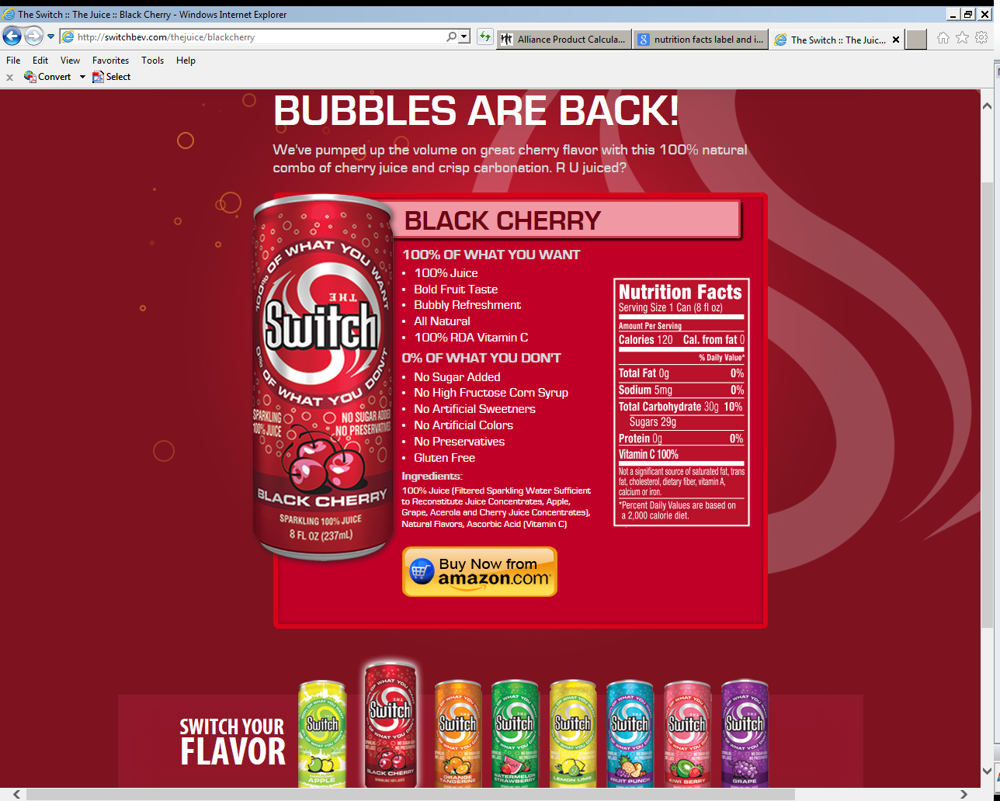 The Switch :: The Juice :: Black Cherry - Windows Internet Explorer
http://switchbev.com/thejuice/blackcherry
Alliance Product Calcula...
nutrition facts label and i...
The Switch :: The Juic...
File Edit View Favorites Tools Help
Convert Select
BUBBLES ARE BACK!
We've pumped up the volume on great cherry flavor with this 100% natural
combo of cherry juice and crisp carbonation. R U juiced?
BLACK CHERRY
100% OF WHAT YOU WANT
• 100% Juice
• Bold Fruit Taste
• Bubbly Refreshment
• All Natural
• 100% RDA Vitamin C
0% OF WHAT YOU DON'T
• No Sugar Added
• No High Fructose Corn Syrup
• No Artificial Sweetners
• No Artificial Colors
• No Preservatives
• Gluten Free
Ingredients:
100% Juice (Filtered Sparkling Water Sufficient
to Reconstitute Juice Concentrates, Apple,
Grape, Acerola and Cherry Juice Concentrates),
Natural Flavors, Ascorbic Acid (Vitamin C)
Buy Now from
amazon.com
Nutrition Facts
Serving Size 1 Can (8 fl oz)
Amount Per Serving
Calories 120 Cal. from fat 0
% Daily Value*
Total Fat 0g 0%
Sodium 5mg 0%
Total Carbohydrate 30g 10%
Sugars 29g
Protein 0g 0%
Vitamin C 100%
Not a significant source of saturated fat, trans
fat, cholesterol, dietary fiber, vitamin A,
calcium or iron.
*Percent Daily Values are based on
a 2,000 calorie diet.
100% OF WHAT YOU WANT
THE
Switch
0% OF WHAT YOU DON'T
SPARKLING
100% JUICE
NO SUGAR ADDED
NO PRESERVATIVES
BLACK CHERRY
SPARKLING 100% JUICE
8 FL OZ (237mL)
SWITCH YOUR
FLAVOR
Switch
APPLE
Switch
BLACK CHERRY
Switch
ORANGE
TANGERINE
Switch
WATERMELON
STRAWBERRY
Switch
LEMON LIME
Switch
FRUIT PUNCH
Switch
KIWI BERRY
Switch
GRAPE